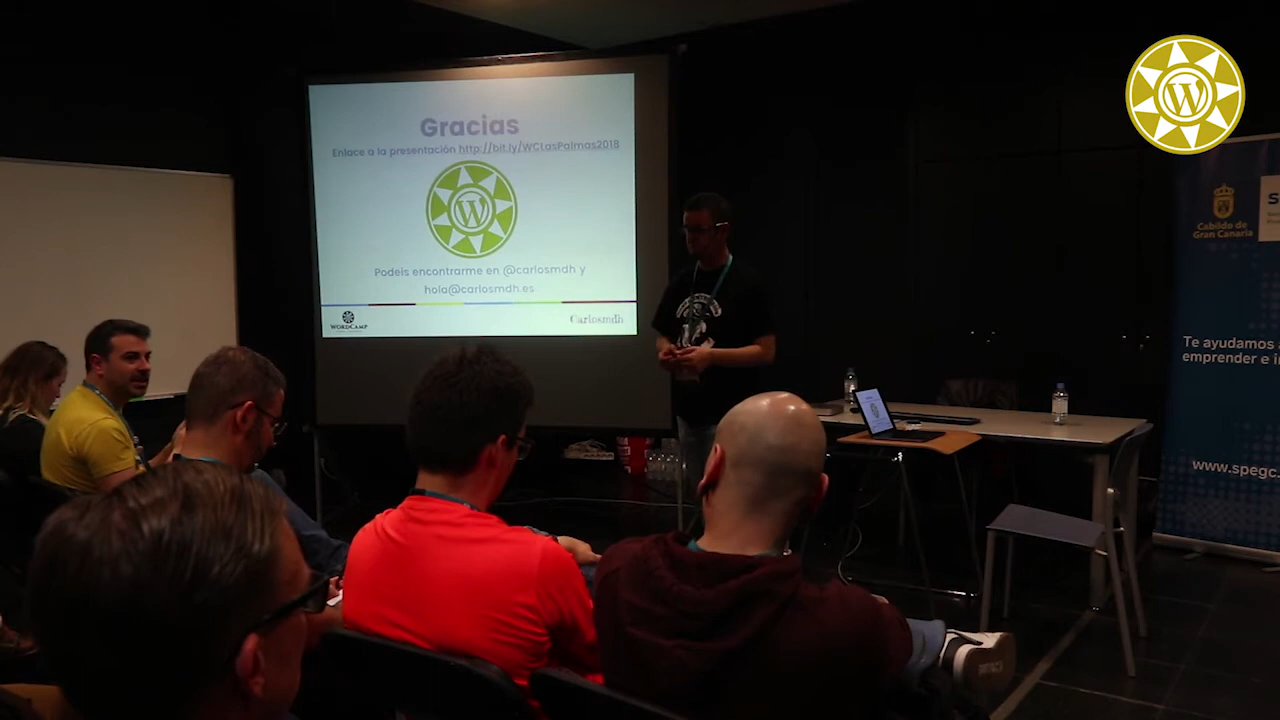 Gracias
Enlace a la presentación http://bit.ly/WCLasPalmas2018
Podeis encontrarme en @carlosmdh y
hola@carlosmdh.es
WORDCAMP
Carlosmdh
Cabildo de
Gran Canaria
Te ayudamos a
emprender e i
www.spegc